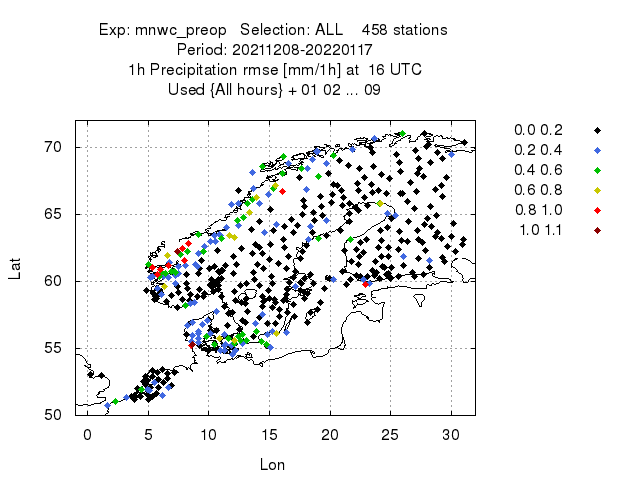 Exp: mnwc_preop Selection: ALL 458 stations
Period: 20211208-20220117
1h Precipitation rmse [mm/1h] at 16 UTC
Used {All hours} + 01 02 ... 09
0.0 0.2
0.2 0.4
0.4 0.6
0.6 0.8
0.8 1.0
1.0 1.1
70
65
60
55
50
Lat
0 5 10 15 20 25 30
Lon